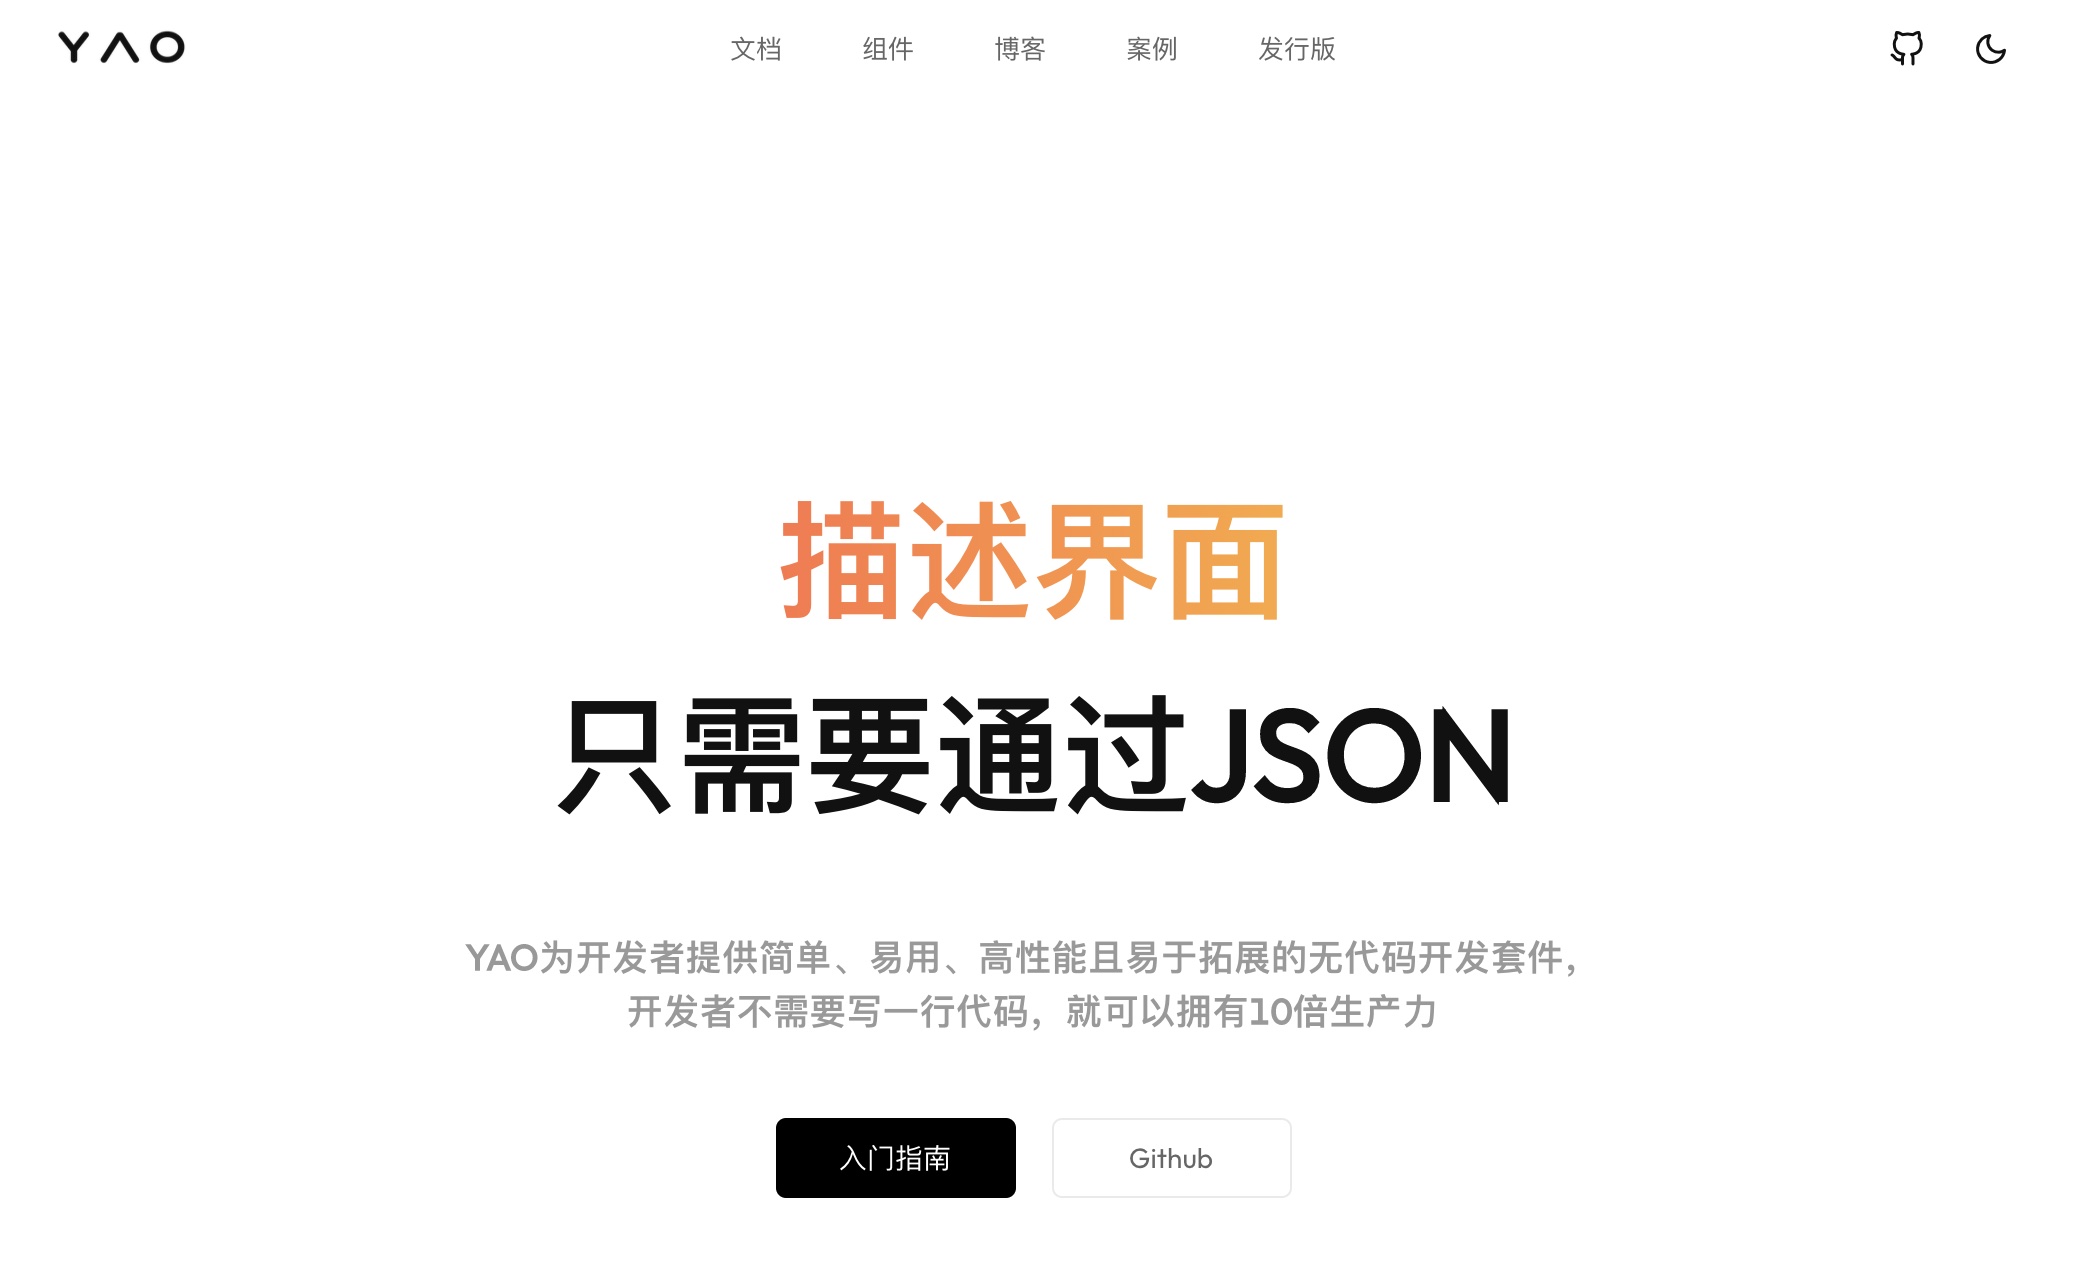 YAO
文档 组件 博客 案例 发行版
描述界面
只需要通过JSON
YAO为开发者提供简单、易用、高性能且易于拓展的无代码开发套件，
开发者不需要写一行代码，就可以拥有10倍生产力
入门指南 Github